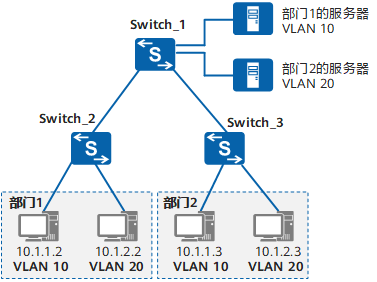 Switch_1
部门1的服务器
VLAN 10
部门2的服务器
VLAN 20
Switch_2
S
Switch_3
S
S
部门1
部门2
10.1.1.2
10.1.2.2
10.1.1.3
10.1.2.3
VLAN 10
VLAN 20
VLAN 10
VLAN 20